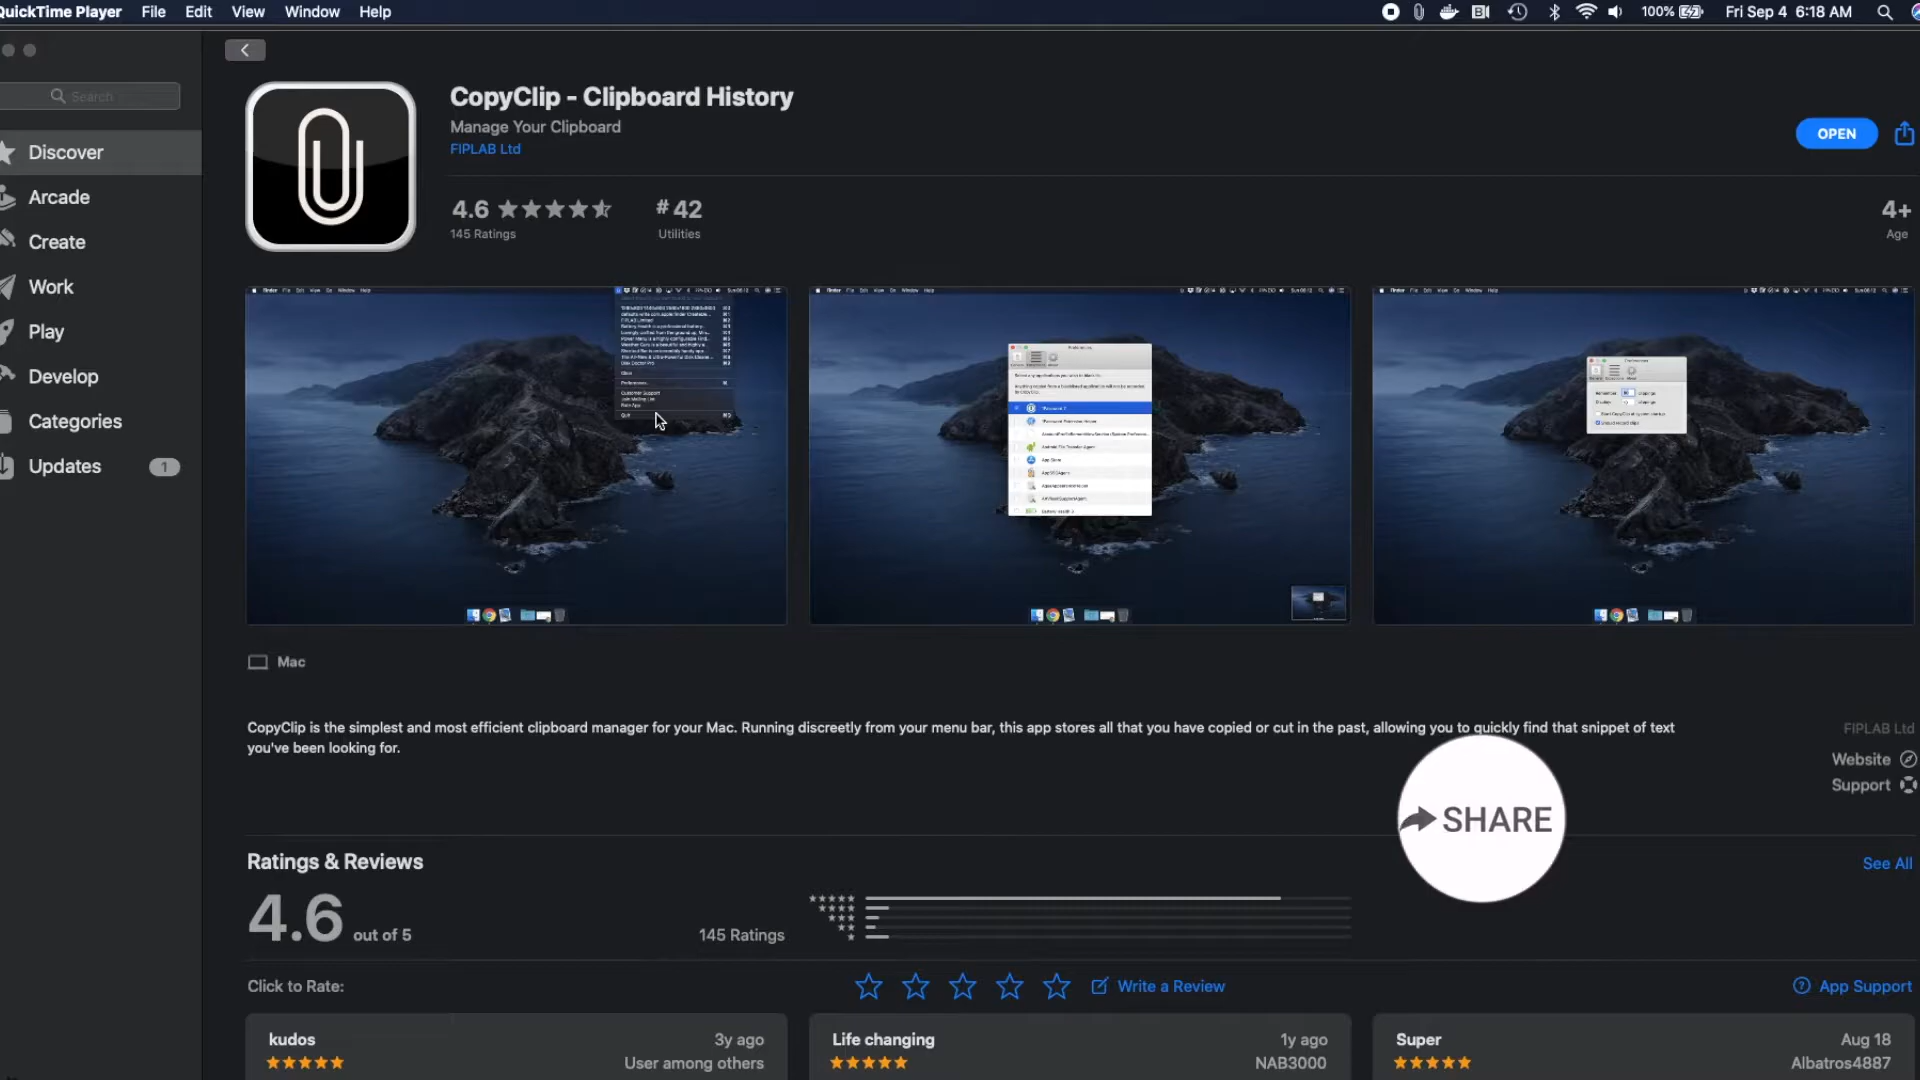 QuickTime Player File Edit View Window Help
100% Fri Sep 4 6:18 AM
Search
Discover
Arcade
Create
Work
Play
Develop
Categories
Updates 1
CopyClip - Clipboard History
Manage Your Clipboard
FIPLAB Ltd
OPEN
4.6
145 Ratings
#42
Utilities
4+
Age
Mac
CopyClip is the simplest and most efficient clipboard manager for your Mac. Running discreetly from your menu bar, this app stores all that you have copied or cut in the past, allowing you to quickly find that snippet of text
you've been looking for.
FIPLAB Ltd
Website
Support
SHARE
Ratings & Reviews
See All
4.6 out of 5
145 Ratings
Click to Rate:
Write a Review
App Support
kudos 3y ago
User among others
Life changing 1y ago
NAB3000
Super Aug 18
Albatros4887